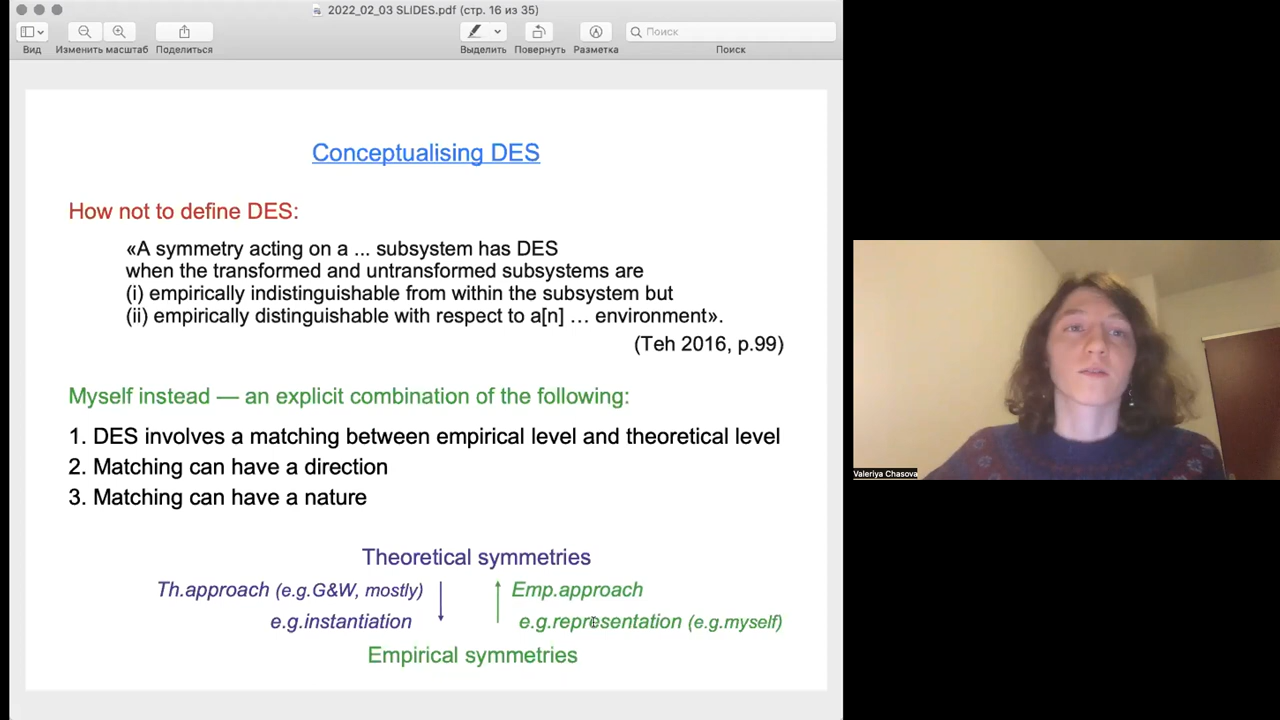 2022_02_03 SLIDES.pdf (стр. 16 из 35)
Вид
Изменить масштаб
Поделиться
Выделить
Повернуть
Разметка
Поиск
Поиск
Conceptualising DES
How not to define DES:
«A symmetry acting on a ... subsystem has DES
when the transformed and untransformed subsystems are
(i) empirically indistinguishable from within the subsystem but
(ii) empirically distinguishable with respect to a[n] … environment».
(Teh 2016, p.99)
Myself instead — an explicit combination of the following:
1. DES involves a matching between empirical level and theoretical level
2. Matching can have a direction
3. Matching can have a nature
Theoretical symmetries
Th.approach (e.g.G&W, mostly)
Emp.approach
e.g.instantiation
e.g.representation (e.g.myself)
Empirical symmetries
Valeriya Chasova